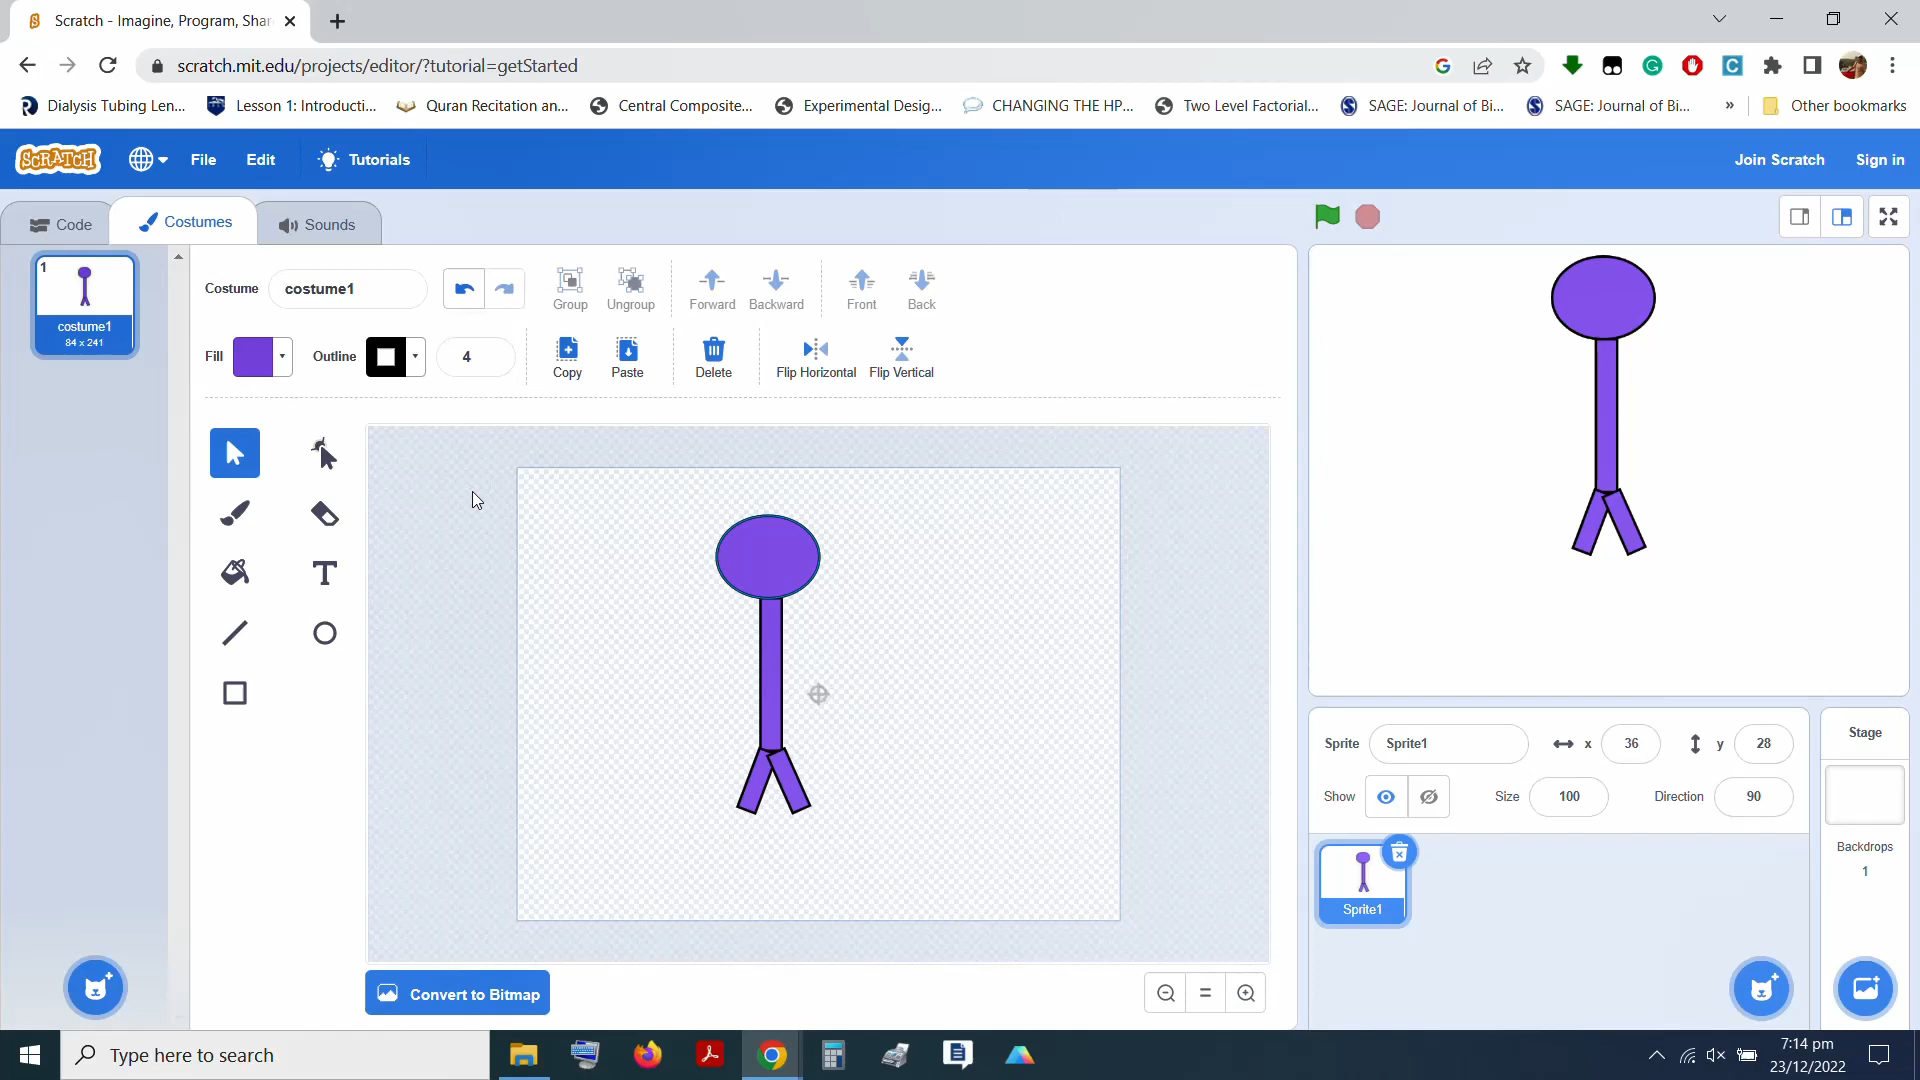 Scratch - Imagine, Program, Shar
scratch.mit.edu/projects/editor/?tutorial=getStarted
Dialysis Tubing Len... Lesson 1: Introducti... Quran Recitation an... Central Composite... Experimental Desig... CHANGING THE HP... Two Level Factorial... SAGE: Journal of Bi... SAGE: Journal of Bi... » Other bookmarks
SCRATCH File Edit Tutorials Join Scratch Sign in
Code Costumes Sounds
1
costume1
84 x 241
Costume costume1 Group Ungroup Forward Backward Front Back
Fill Outline 4 Copy Paste Delete Flip Horizontal Flip Vertical
Convert to Bitmap
Sprite Sprite1 x 36 y 28
Show Size 100 Direction 90
Sprite1
Stage
Backdrops
1
Type here to search
7:14 pm
23/12/2022